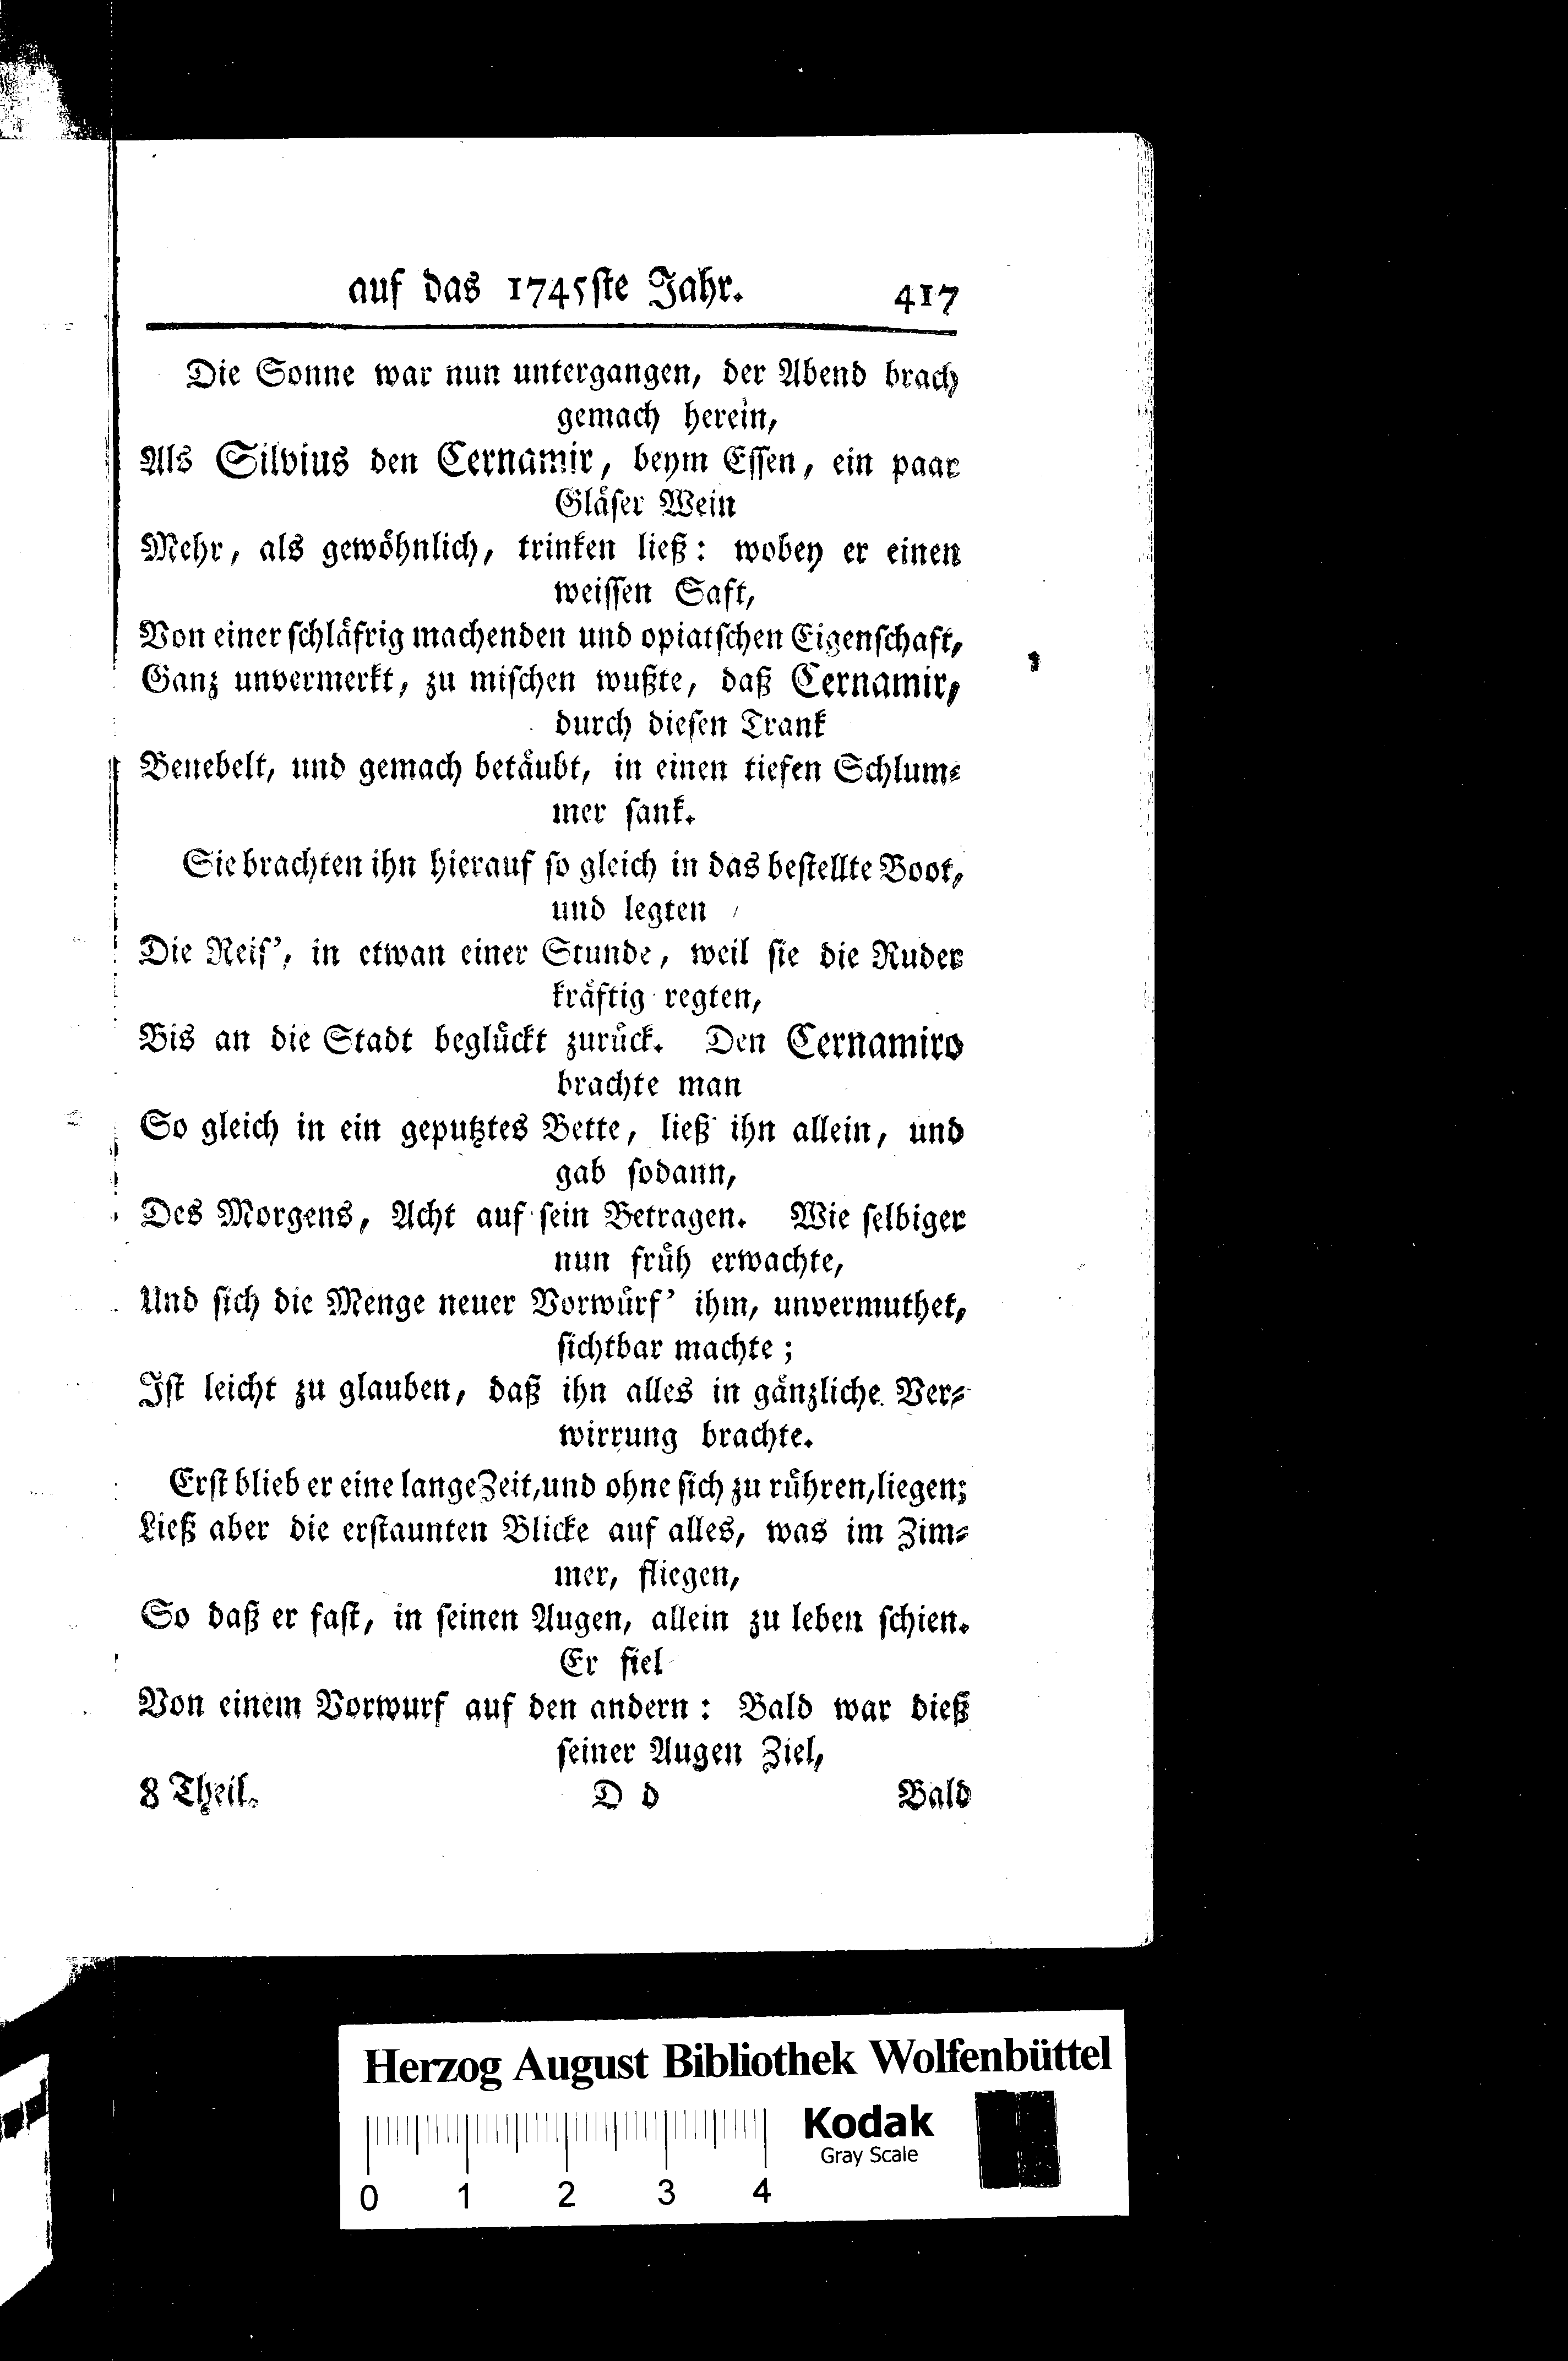 auf das 1745ste Jahr. 417
Die Sonne war nun untergangen, der Abend brach
gemach herein,
Als Silvius den Cernamir, beym Essen, ein paar
Gläser Wein
Mehr, als gewöhnlich, trinken ließ: wobey er einen
weissen Saft,
Von einer schläfrig machenden und opiatschen Eigenschaft,
Ganz unvermerkt, zu mischen wußte, daß Cernamir,
durch diesen Trank
Benebelt, und gemach betäubt, in einen tiefen Schlum-
mer sank.
Sie brachten ihn hierauf so gleich in das bestellte Boot,
und legten
Die Reis', in etwan einer Stunde, weil sie die Ruder
kräftig regten,
Bis an die Stadt beglückt zurück. Den Cernamiro
brachte man
So gleich in ein geputztes Bette, ließ ihn allein, und
gab sodann,
Des Morgens, Acht auf sein Betragen. Wie selbiger
nun früh erwachte,
Und sich die Menge neuer Vorwürf' ihm, unvermuthet,
sichtbar machte;
Ist leicht zu glauben, daß ihn alles in gänzliche Ver-
wirrung brachte.
Erst blieb er eine lange Zeit, und ohne sich zu rühren, liegen;
Ließ aber die erstaunten Blicke auf alles, was im Zim-
mer, fliegen,
So daß er fast, in seinen Augen, allein zu leben schien.
Er fiel
Von einem Vorwurf auf den andern: Bald war dieß
seiner Augen Ziel,
8 Theil. D d Bald
Herzog August Bibliothek Wolfenbüttel
Kodak
Gray Scale
0 1 2 3 4